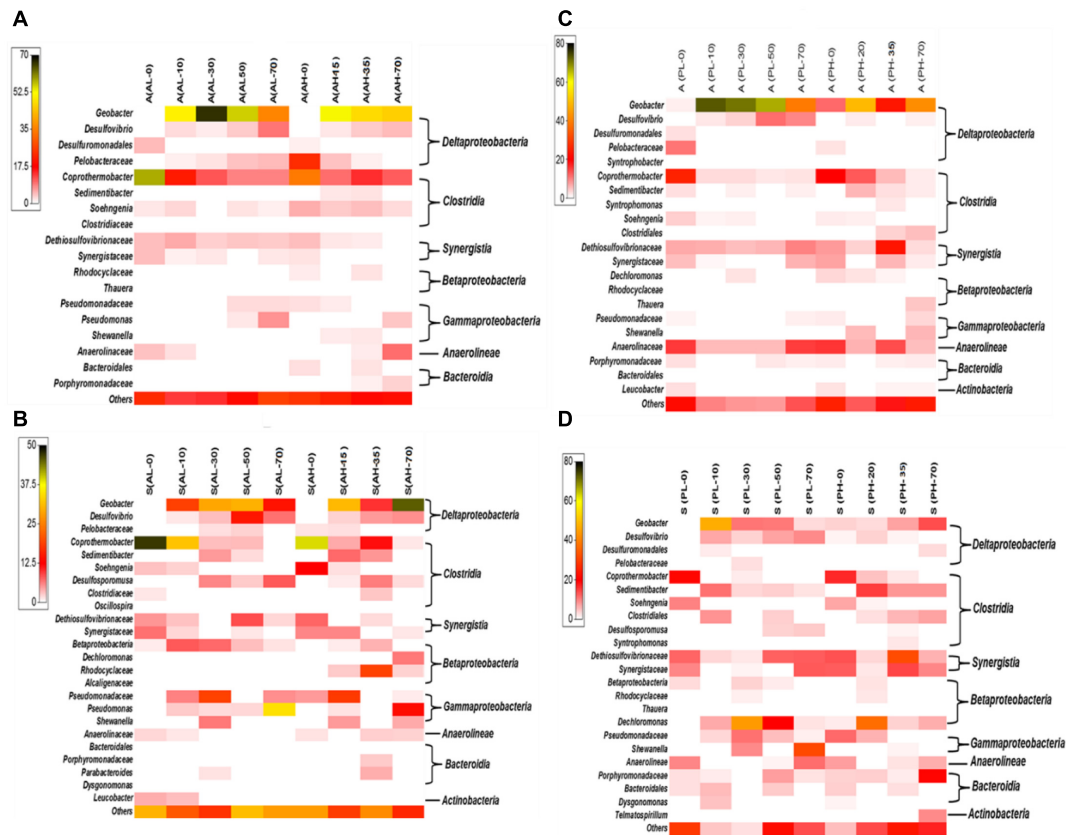 A
70
52.5
35
17.5
0
A(AL-0)
A(AL-10)
A(AL-30)
A(AL50)
A(AL-70)
A(AH-0)
A(AH-15 )
A(AH-35)
A(AH-70)
Geobacter
Desulfovibrio
Desulfuromonadales
Pelobacteraceae
Coprothermobacter
Sedimentibacter
Soehngenia
Clostridiaceae
Dethiosulfovibrionaceae
Synergistaceae
Rhodocyclaceae
Thauera
Pseudomonadaceae
Pseudomonas
Shewanella
Anaerolinaceae
Bacteroidales
Porphyromonadaceae
Others
Deltaproteobacteria
Clostridia
Synergistia
Betaproteobacteria
Gammaproteobacteria
Anaerolineae
Bacteroidia
C
80
60
40
20
0
A (PL-0)
A (PL-10)
A (PL-30)
A (PL-50)
A (PL-70)
A (PH-0)
A (PH-20)
A (PH- 35)
A (PH-70)
Geobacter
Desulfovibrio
Desulfuromonadales
Pelobacteraceae
Syntrophobacter
Coprothermobacter
Sedimentibacter
Syntrophomonas
Soehngenia
Clostridiales
Dethiosulfovibrionaceae
Synergistaceae
Dechloromonas
Rhodocyclaceae
Thauera
Pseudomonadaceae
Shewanella
Anaerolinaceae
Porphyromonadaceae
Bacteroidales
Leucobacter
Others
Deltaproteobacteria
Clostridia
Synergistia
Betaproteobacteria
Gammaproteobacteria
Anaerolineae
Bacteroidia
Actinobacteria
B
50
37.5
25
12.5
0
S(AL-0)
S(AL-10)
S(AL-30)
S(AL-50)
S(AL-70)
S(AH-0)
S(AH-15 )
S(AH-35)
S(AH-70)
Geobacter
Desulfovibrio
Pelobacteraceae
Coprothermobacter
Sedimentibacter
Soehngenia
Desulfosporomusa
Clostridiaceae
Oscillospira
Dethiosulfovibrionaceae
Synergistaceae
Betaproteobacteria
Dechloromonas
Rhodocyclaceae
Alcaligenaceae
Pseudomonadaceae
Pseudomonas
Shewanella
Anaerolinaceae
Bacteroidales
Porphyromonadaceae
Parabacteroides
Dysgonomonas
Leucobacter
Others
Deltaproteobacteria
Clostridia
Synergistia
Betaproteobacteria
Gammaproteobacteria
Anaerolineae
Bacteroidia
Actinobacteria
D
80
60
40
20
0
S (PL-0)
S (PL-10)
S (PL-30)
S (PL-50)
S (PL-70)
S (PH-0)
S (PH-20)
S (PH- 35)
S (PH-70)
Geobacter
Desulfovibrio
Desulfuromonadales
Pelobacteraceae
Coprothermobacter
Sedimentibacter
Soehngenia
Clostridiales
Desulfosporomusa
Syntrophomonas
Dethiosulfovibrionaceae
Synergistaceae
Betaproteobacteria
Rhodocyclaceae
Thauera
Dechloromonas
Pseudomonadaceae
Shewanella
Anaerolineae
Porphyromonadaceae
Bacteroidales
Dysgonomonas
Telmatospirillum
Others
Deltaproteobacteria
Clostridia
Synergistia
Betaproteobacteria
Gammaproteobacteria
Anaerolineae
Bacteroidia
Actinobacteria